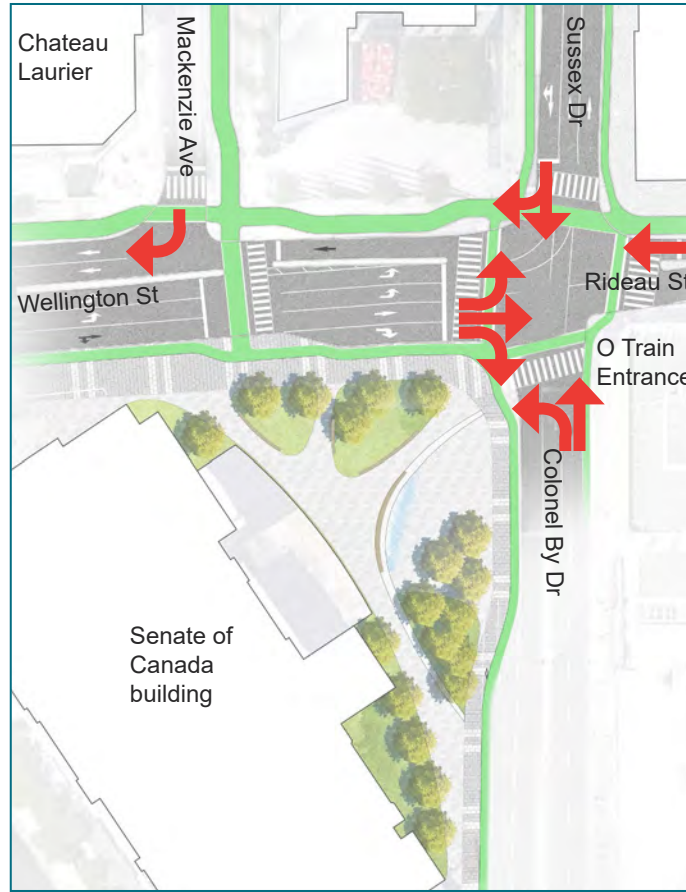 Chateau
Laurier
Mackenzie Ave
Sussex Dr
Wellington St
Rideau St
O Train
Entrance
Colonel By Dr
Senate of
Canada
building